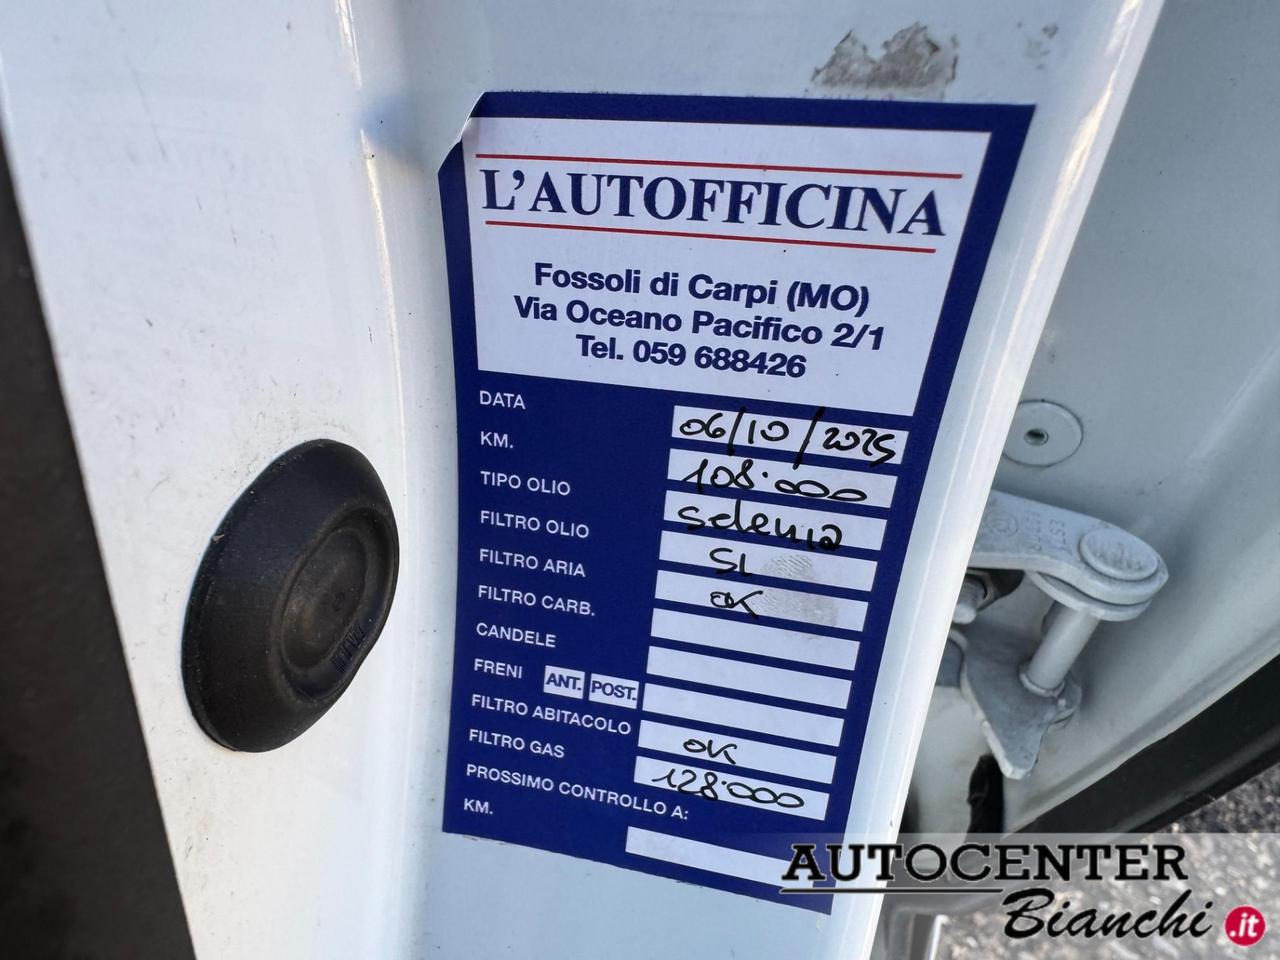 L'AUTOFFICINA
Fossoli di Carpi (MO)
Via Oceano Pacifico 2/1
Tel. 059 688426
DATA 06/10/2025
KM. 108.000
TIPO OLIO Selenia
FILTRO OLIO SI
FILTRO ARIA OK
FILTRO CARB.
CANDELE
FRENI ANT. POST.
FILTRO ABITACOLO OK
FILTRO GAS 128.000
PROSSIMO CONTROLLO A:
KM.
AUTOCENTER
Bianchi.it